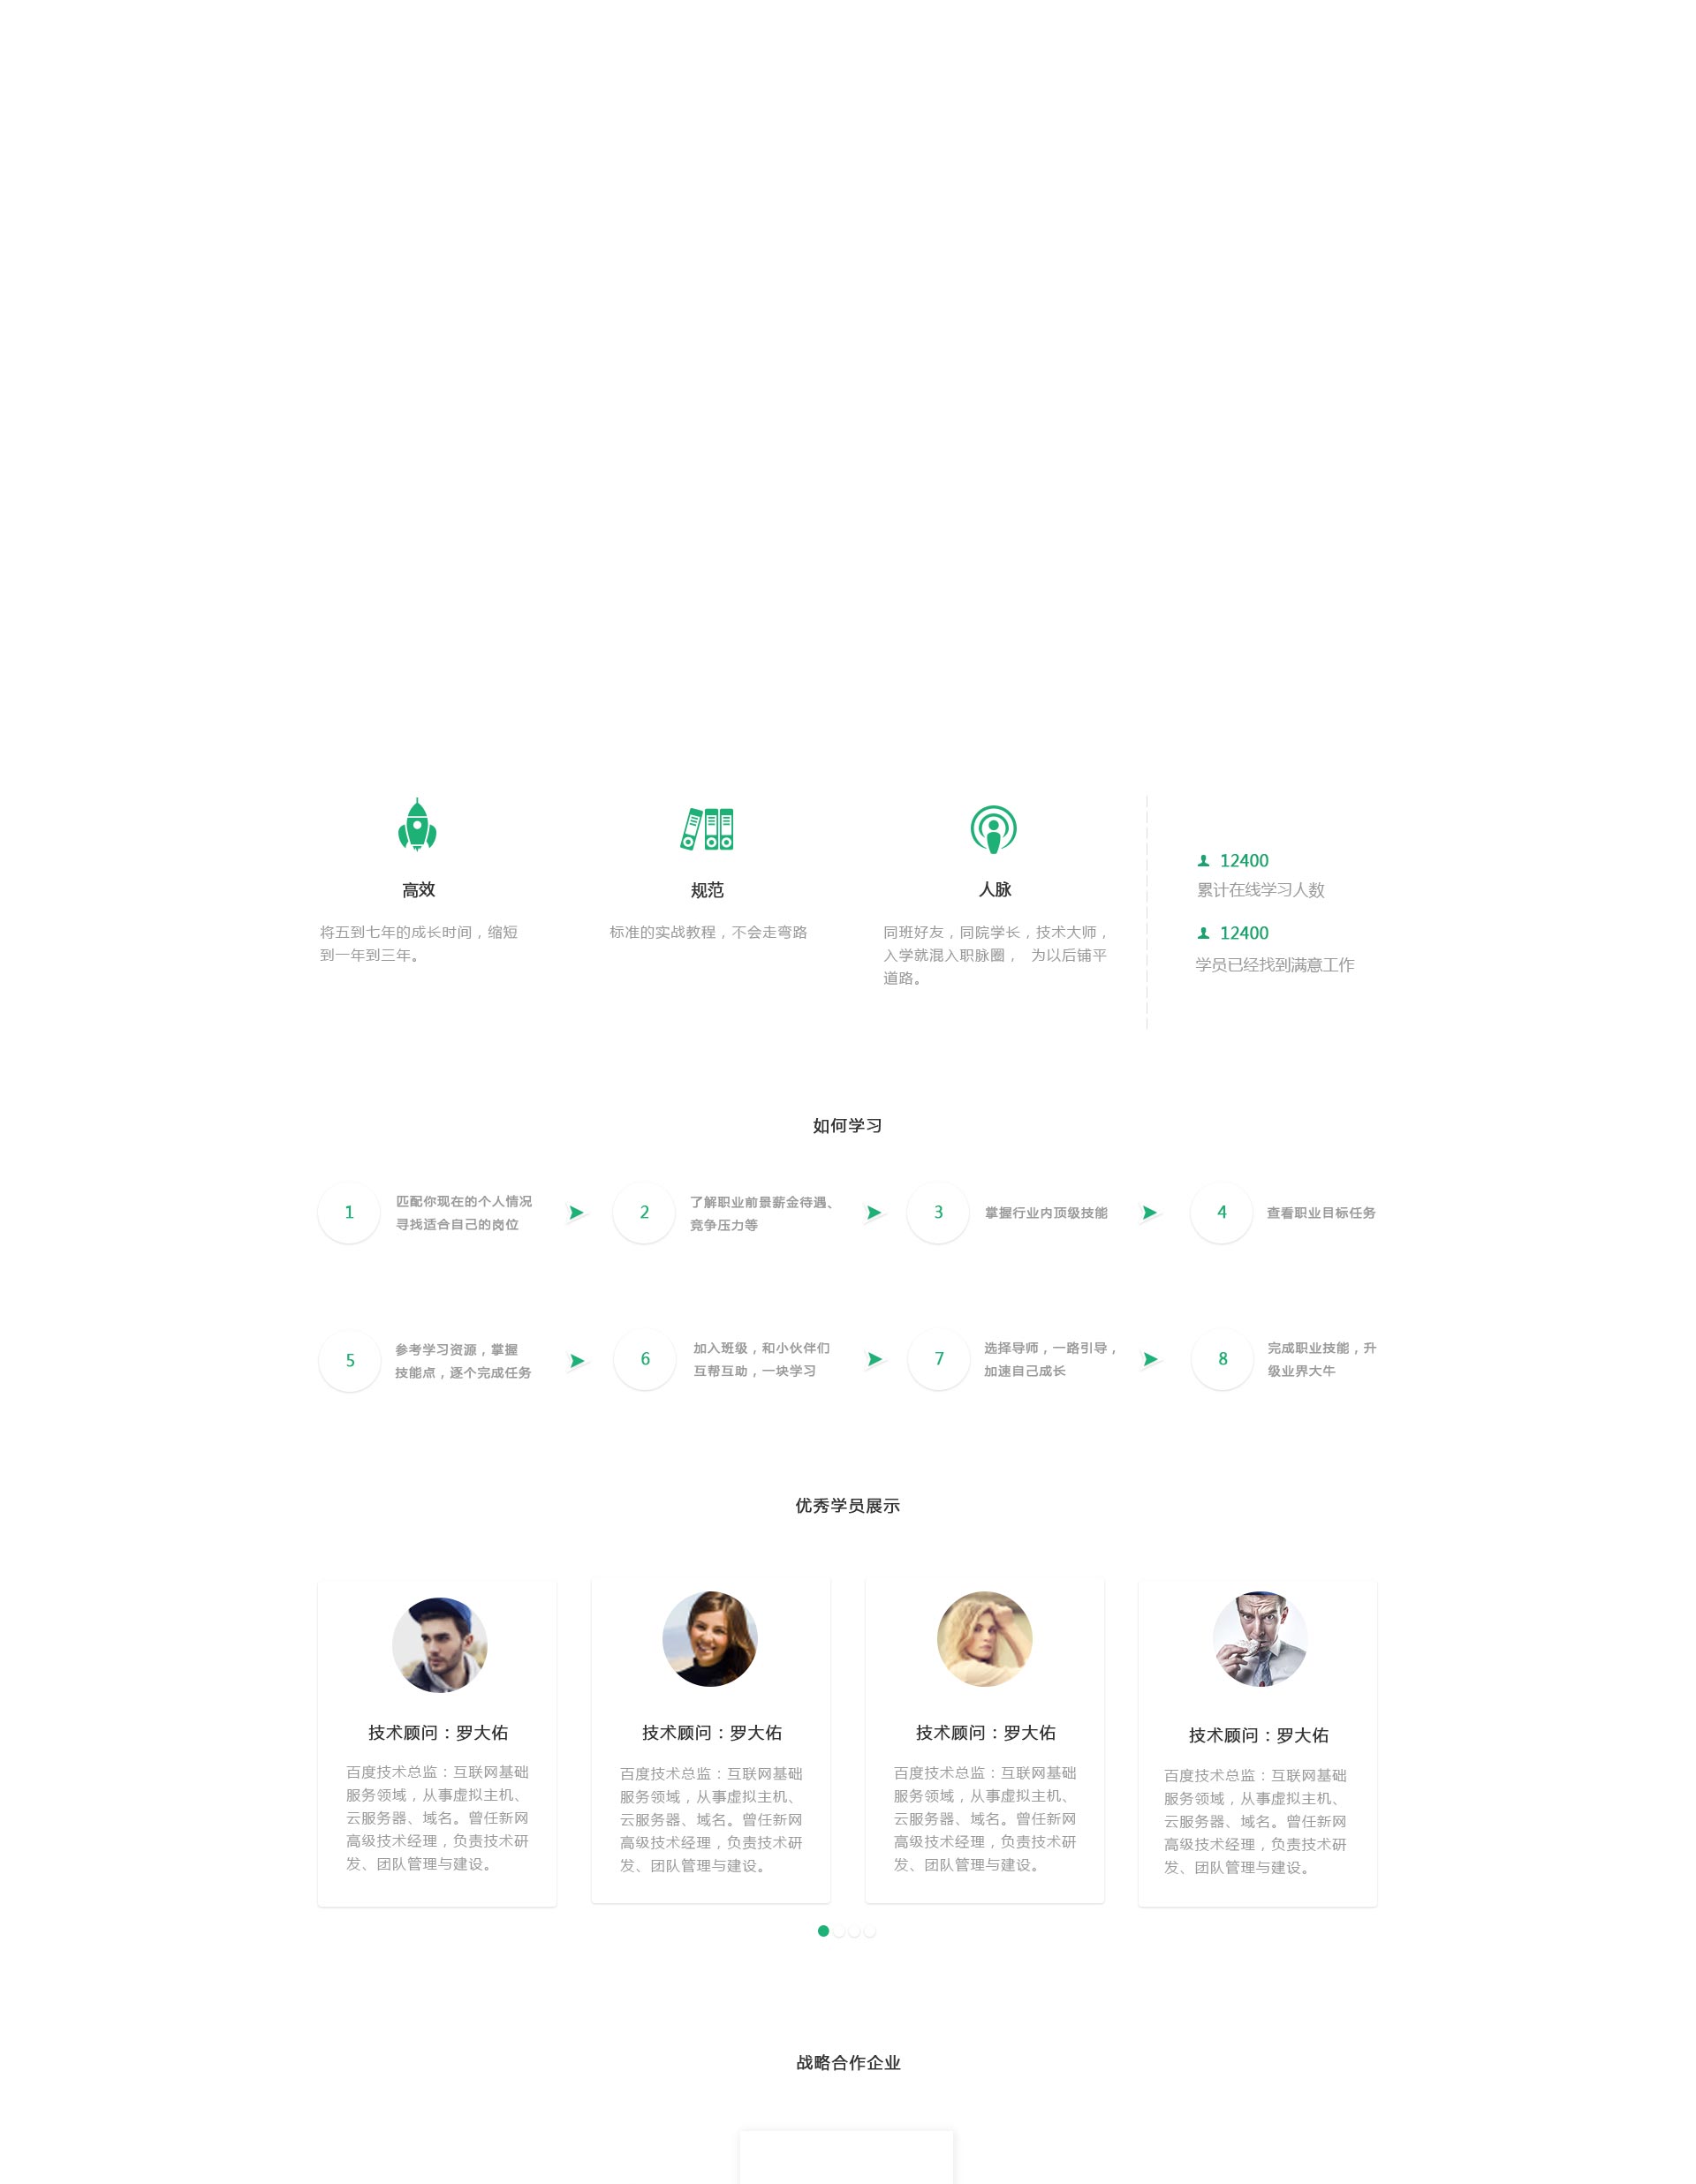 高效
将五到七年的成长时间，缩短
到一年到三年。
规范
标准的实战教程，不会走弯路
人脉
同班好友，同院学长，技术大师，
入学就混入职脉圈， 为以后铺平
道路。
12400
累计在线学习人数
12400
学员已经找到满意工作
如何学习
1
匹配你现在的个人情况
寻找适合自己的岗位
2
了解职业前景薪金待遇、
竞争压力等
3
掌握行业内顶级技能
4
查看职业目标任务
5
参考学习资源，掌握
技能点，逐个完成任务
6
加入班级，和小伙伴们
互帮互助，一块学习
7
选择导师，一路引导，
加速自己成长
8
完成职业技能，升
级业界大牛
优秀学员展示
技术顾问：罗大佑
百度技术总监：互联网基础
服务领域，从事虚拟主机、
云服务器、域名。曾任新网
高级技术经理，负责技术研
发、团队管理与建设。
技术顾问：罗大佑
百度技术总监：互联网基础
服务领域，从事虚拟主机、
云服务器、域名。曾任新网
高级技术经理，负责技术研
发、团队管理与建设。
技术顾问：罗大佑
百度技术总监：互联网基础
服务领域，从事虚拟主机、
云服务器、域名。曾任新网
高级技术经理，负责技术研
发、团队管理与建设。
技术顾问：罗大佑
百度技术总监：互联网基础
服务领域，从事虚拟主机、
云服务器、域名。曾任新网
高级技术经理，负责技术研
发、团队管理与建设。
战略合作企业